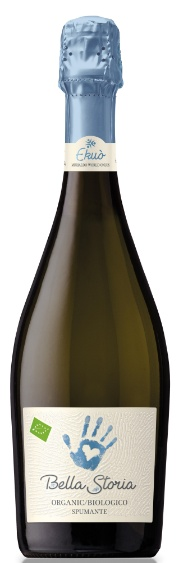 Ekuò
Bella Storia
ORGANIC/BIOLOGICO
SPUMANTE